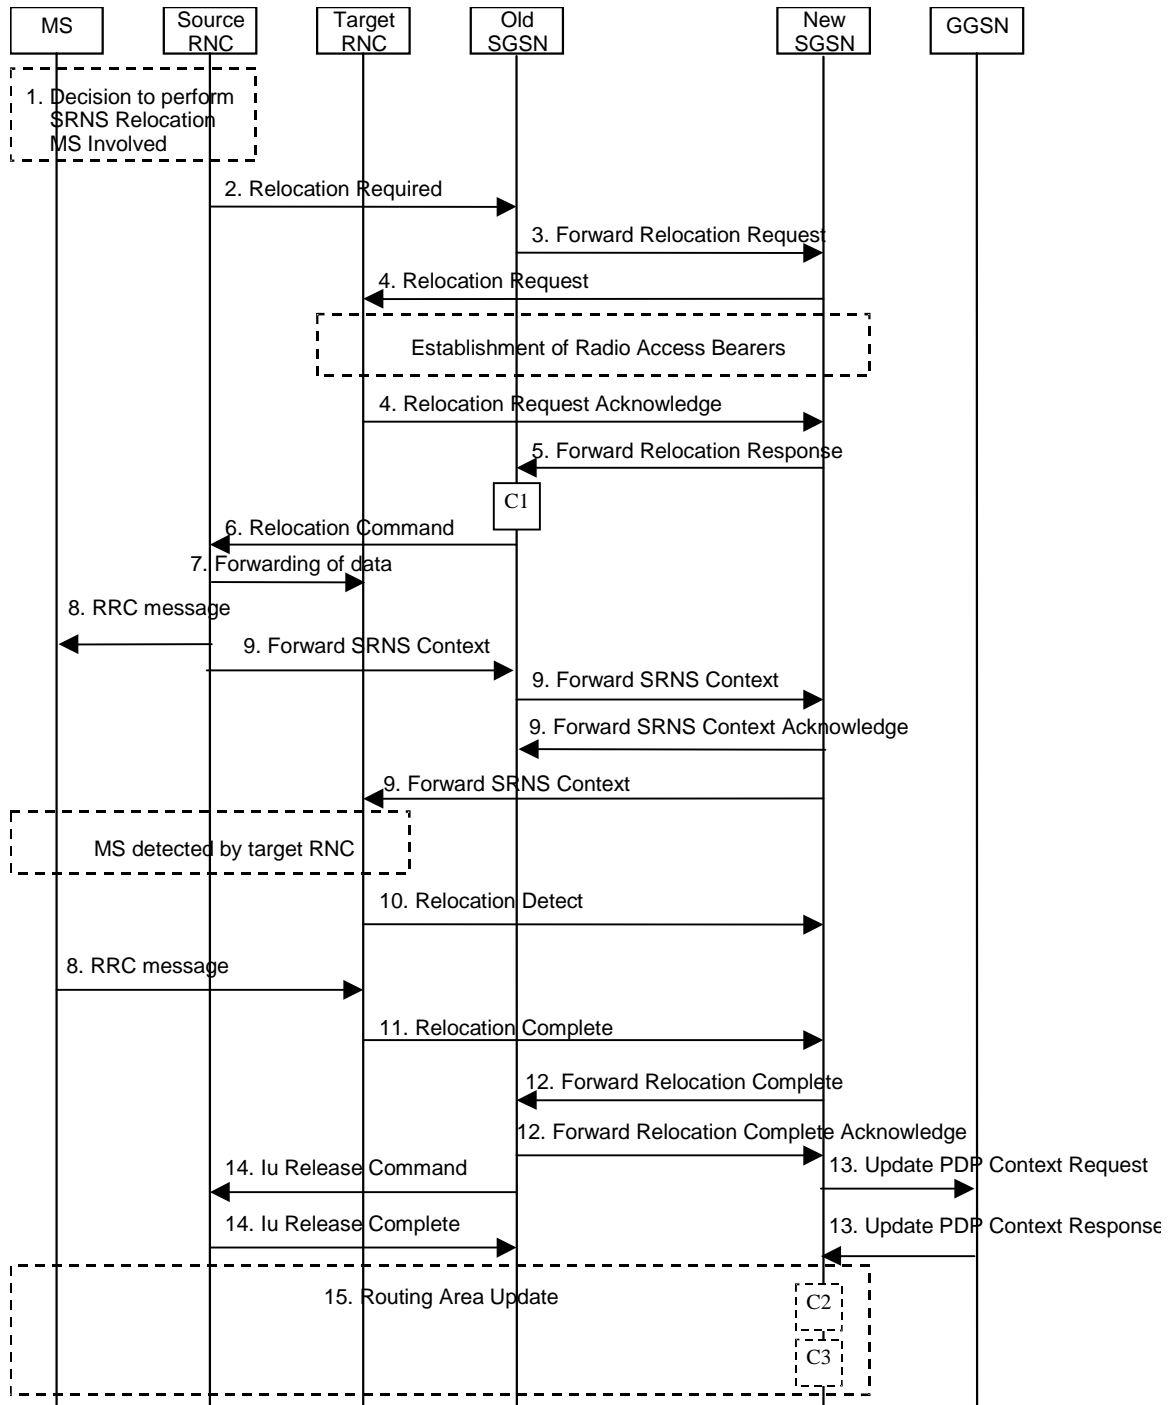 MS
Source
RNC
Target
RNC
Old
SGSN
New
SGSN
GGSN
1. Decision to perform
SRNS Relocation
MS Involved
2. Relocation Required
3. Forward Relocation Request
4. Relocation Request
Establishment of Radio Access Bearers
4. Relocation Request Acknowledge
5. Forward Relocation Response
C1
6. Relocation Command
7. Forwarding of data
8. RRC message
9. Forward SRNS Context
9. Forward SRNS Context
9. Forward SRNS Context Acknowledge
9. Forward SRNS Context
MS detected by target RNC
10. Relocation Detect
8. RRC message
11. Relocation Complete
12. Forward Relocation Complete
12. Forward Relocation Complete Acknowledge
14. Iu Release Command
13. Update PDP Context Request
14. Iu Release Complete
13. Update PDP Context Response
15. Routing Area Update
C2
C3